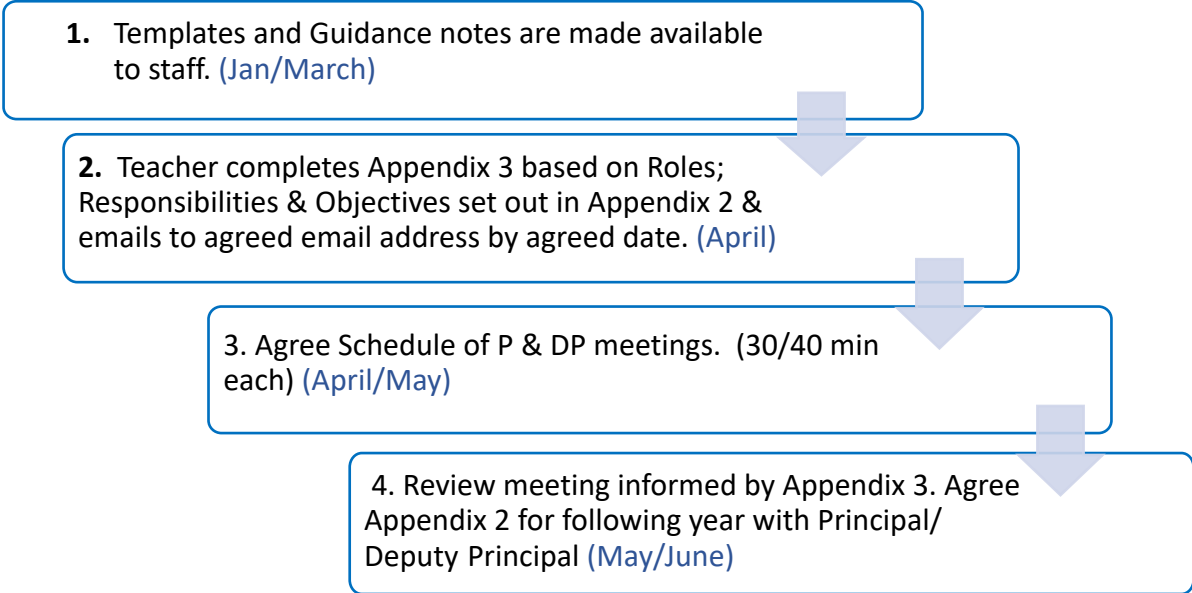 1. Templates and Guidance notes are made available
to staff. (Jan/March)
2. Teacher completes Appendix 3 based on Roles;
Responsibilities & Objectives set out in Appendix 2 &
emails to agreed email address by agreed date. (April)
3. Agree Schedule of P & DP meetings. (30/40 min
each) (April/May)
4. Review meeting informed by Appendix 3. Agree
Appendix 2 for following year with Principal/
Deputy Principal (May/June)